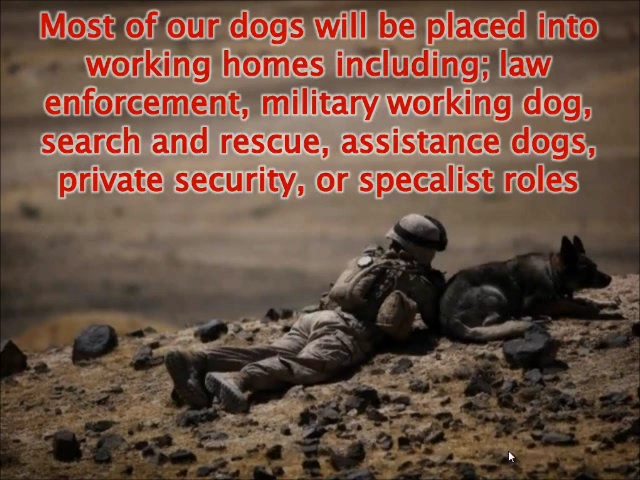 Most of our dogs will be placed into
working homes including; law
enforcement, military working dog,
search and rescue, assistance dogs,
private security, or specalist roles